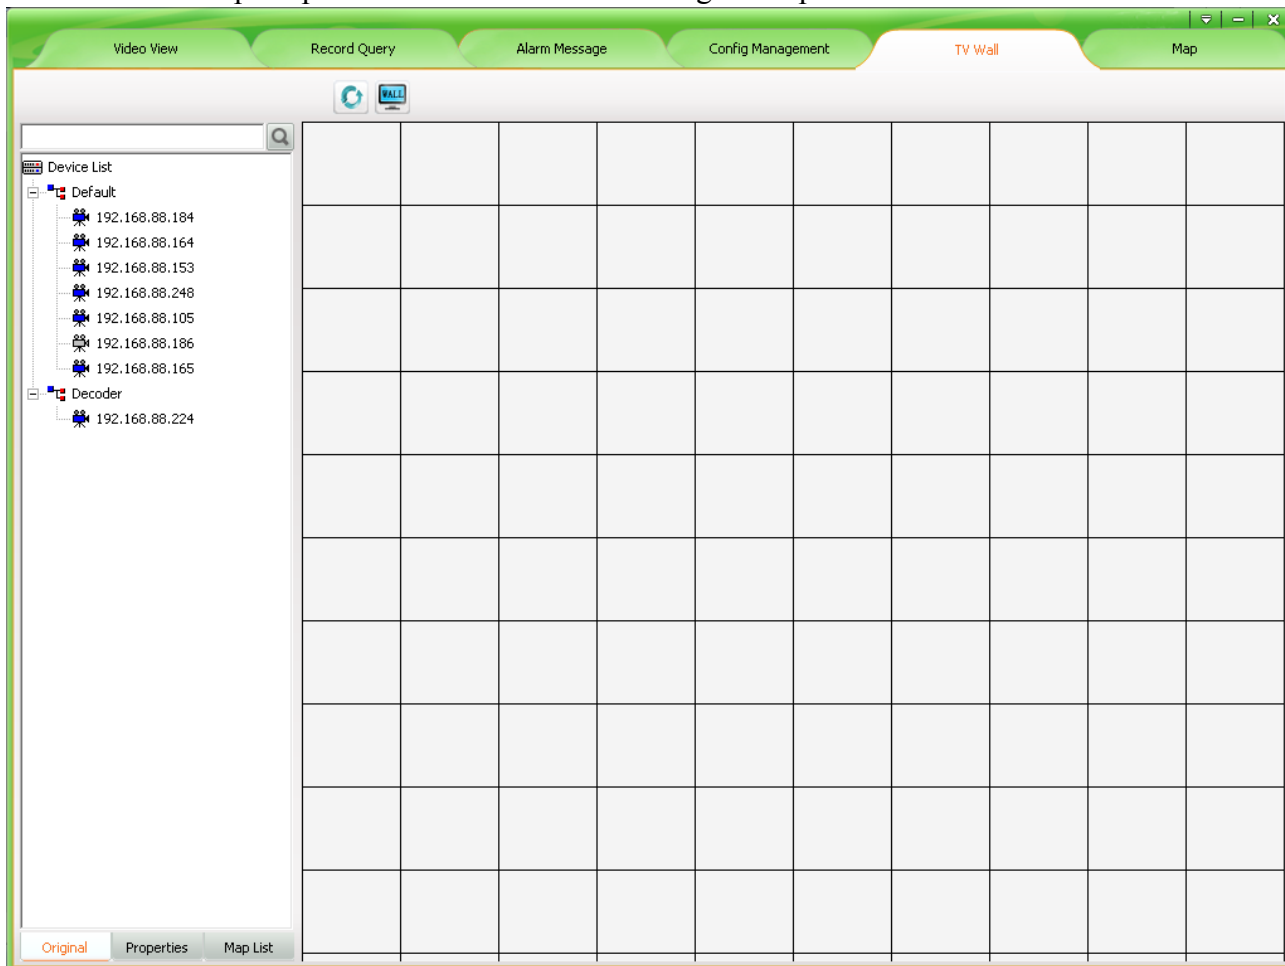 Video View
Record Query
Alarm Message
Config Management
TV Wall
Map
WALL
Device List
Default
192.168.88.184
192.168.88.164
192.168.88.153
192.168.88.248
192.168.88.105
192.168.88.186
192.168.88.165
Decoder
192.168.88.224
Original
Properties
Map List